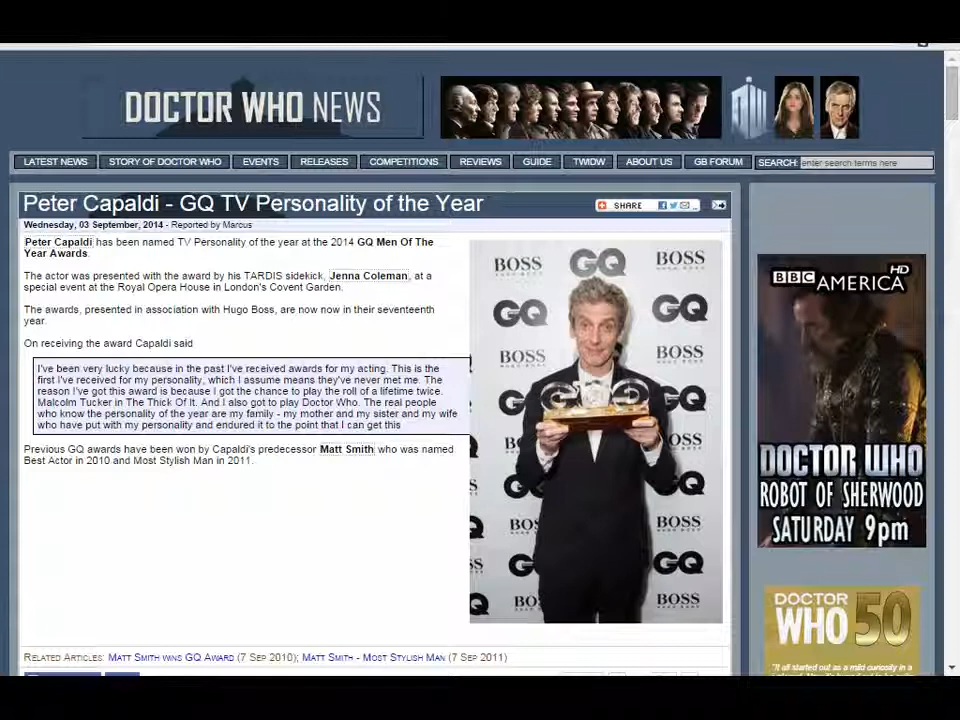 DOCTOR WHO NEWS
LATEST NEWS
STORY OF DOCTOR WHO
EVENTS
RELEASES
COMPETITIONS
REVIEWS
GUIDE
TWIDW
ABOUT US
GB FORUM
SEARCH: enter search terms here
Peter Capaldi - GQ TV Personality of the Year
SHARE
Wednesday, 03 September, 2014 - Reported by Marcus
Peter Capaldi has been named TV Personality of the year at the 2014 GQ Men Of The
Year Awards.
The actor was presented with the award by his TARDIS sidekick, Jenna Coleman, at a
special event at the Royal Opera House in London's Covent Garden.
The awards, presented in association with Hugo Boss, are now now in their seventeenth
year.
On receiving the award Capaldi said
I've been very lucky because in the past I've received awards for my acting. This is the
first I've received for my personality, which I assume means they've never met me. The
reason I've got this award is because I got the chance to play the roll of a lifetime twice.
Malcolm Tucker in The Thick Of It. And I also got to play Doctor Who. The real people
who know the personality of the year are my family - my mother and my sister and my wife
who have put with my personality and endured it to the point that I can get this
Previous GQ awards have been won by Capaldi's predecessor Matt Smith who was named
Best Actor in 2010 and Most Stylish Man in 2011.
BOSS GQ BOSS
GQ GQ
BOSS BOSS
BOSS
GQ GQ
BOSS
GQ GQ
BOSS
RELATED ARTICLES: MATT SMITH WINS GQ AWARD (7 SEP 2010); MATT SMITH - MOST STYLISH MAN (7 SEP 2011)
BBC AMERICA HD
DOCTOR WHO
ROBOT OF SHERWOOD
SATURDAY 9pm
DOCTOR
WHO 50
"It all started out as a mild curiosity in a